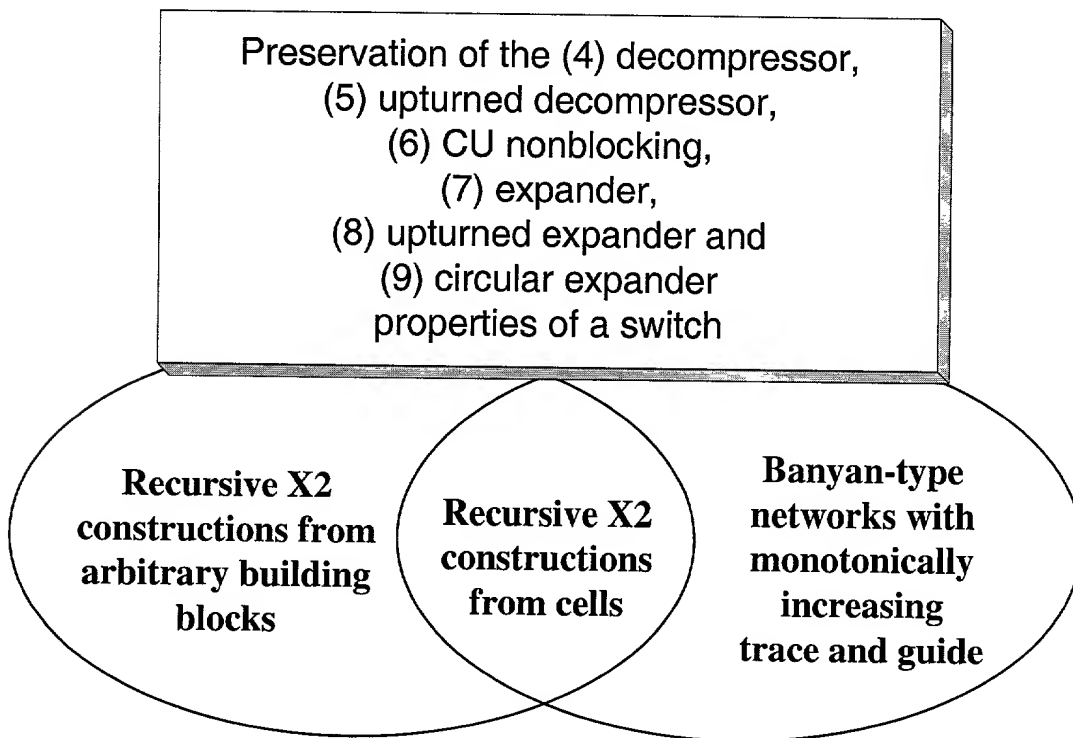 Preservation of the (4) decompressor,
(5) upturned decompressor,
(6) CU nonblocking,
(7) expander,
(8) upturned expander and
(9) circular expander
properties of a switch
Recursive X2
constructions from
arbitrary building
blocks
Recursive X2
constructions
from cells
Banyan-type
networks with
monotonically
increasing
trace and guide